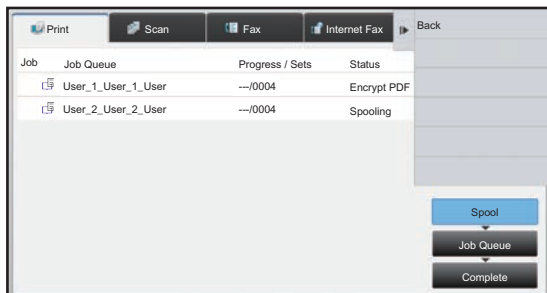 Print Scan Fax Internet Fax Back
Job Job Queue Progress / Sets Status
User_1_User_1_User ---/0004 Encrypt PDF
User_2_User_2_User ---/0004 Spooling
Spool
Job Queue
Complete